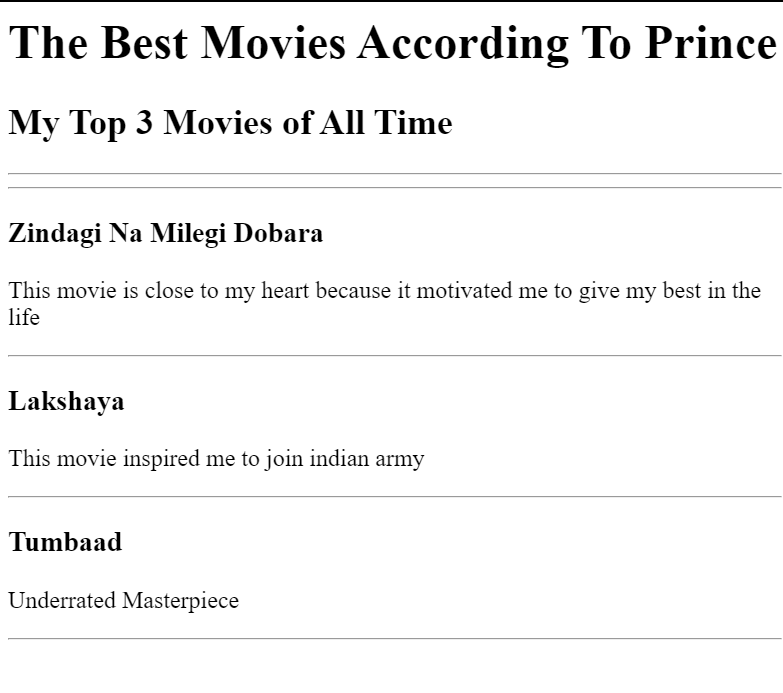 The Best Movies According To Prince
My Top 3 Movies of All Time
Zindagi Na Milegi Dobara
This movie is close to my heart because it motivated me to give my best in the
life
Lakshaya
This movie inspired me to join indian army
Tumbaad
Underrated Masterpiece